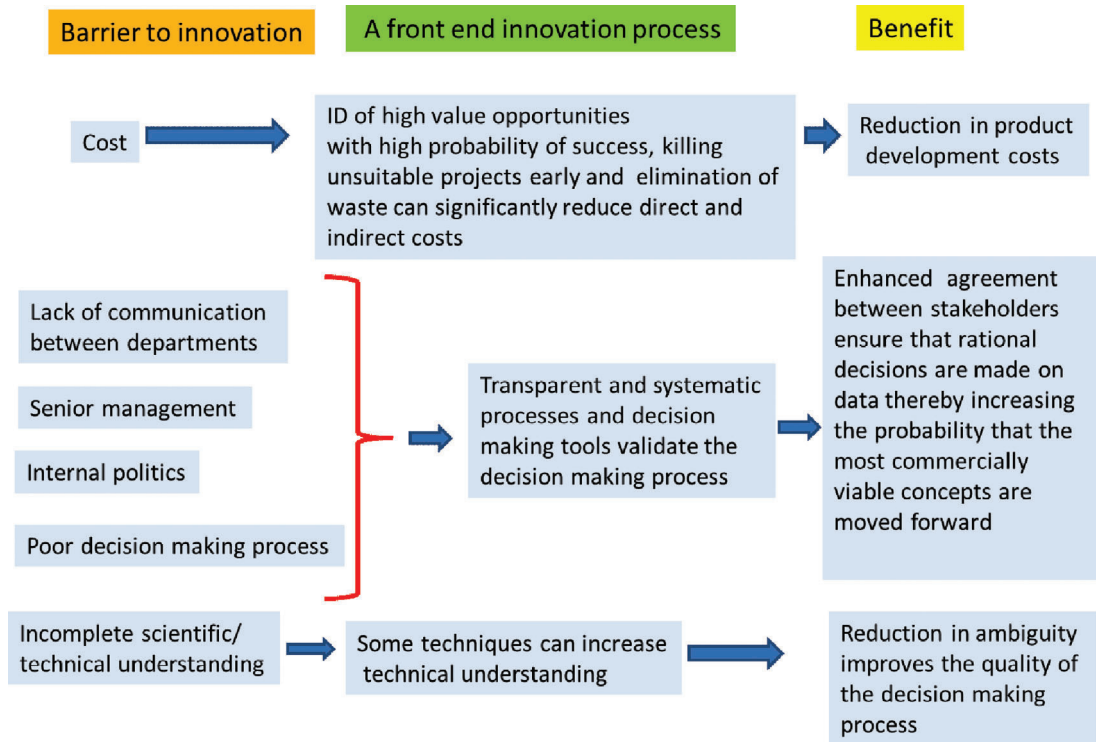 Barrier to innovation
A front end innovation process
Benefit
Cost
ID of high value opportunities
with high probability of success, killing
unsuitable projects early and elimination of
waste can significantly reduce direct and
indirect costs
Reduction in product
development costs
Lack of communication
between departments
Senior management
Internal politics
Poor decision making process
Transparent and systematic
processes and decision
making tools validate the
decision making process
Enhanced agreement
between stakeholders
ensure that rational
decisions are made on
data thereby increasing
the probability that the
most commercially
viable concepts are
moved forward
Incomplete scientific/
technical understanding
Some techniques can increase
technical understanding
Reduction in ambiguity
improves the quality of
the decision making
process